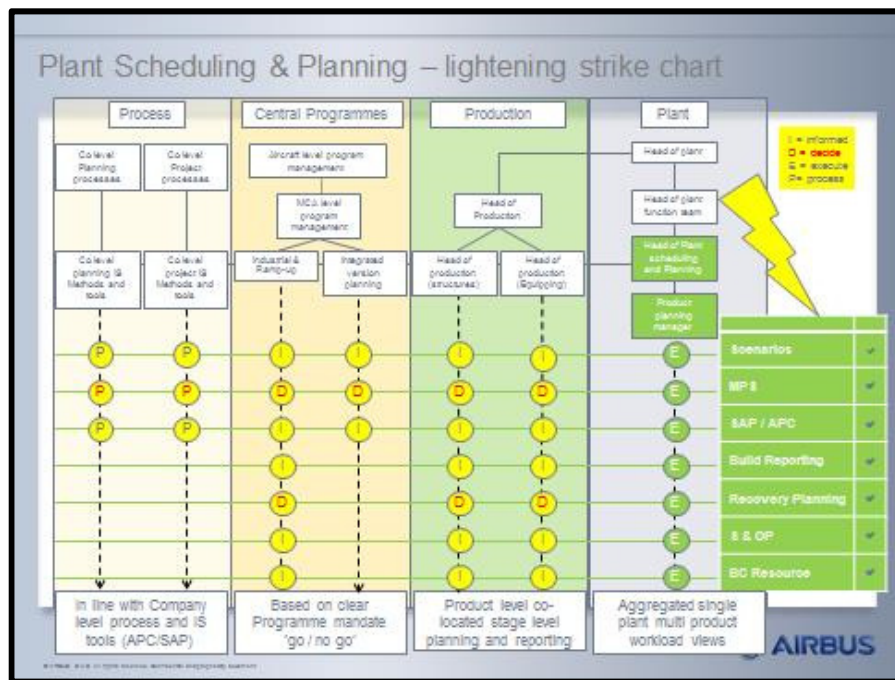 Plant Scheduling & Planning – lightening strike chart
Process
Central Programmes
Production
Plant
Co level
Planning
processes
Co level
Project
processes
Aircraft level program
management
Head of plant
I = informed
D = decide
E = execute
P= process
MCA level
program
management
Head of
Production
Head of plant
function team
Co level
planning IS
Methods and
tools
Co level
project IS
Methods and
tools
Industrial &
Ramp-up
Integrated
version
planning
Head of
production
(structures)
Head of
production
(Equipping)
Head of Plant
scheduling
and Planning
Product
planning
manager
P P I I I I E Scenarios
P P D D D D E MPS
P P I I I I E SAP / APC
I I I E Build Reporting
D D D E Recovery Planning
I I I E S & OP
I I I E BC Resource
In line with Company
level process and IS
tools (APC/SAP)
Based on clear
Programme mandate
“go / no go”
Product level co-
located stage level
planning and reporting
Aggregated single
plant multi product
workload views
AIRBUS